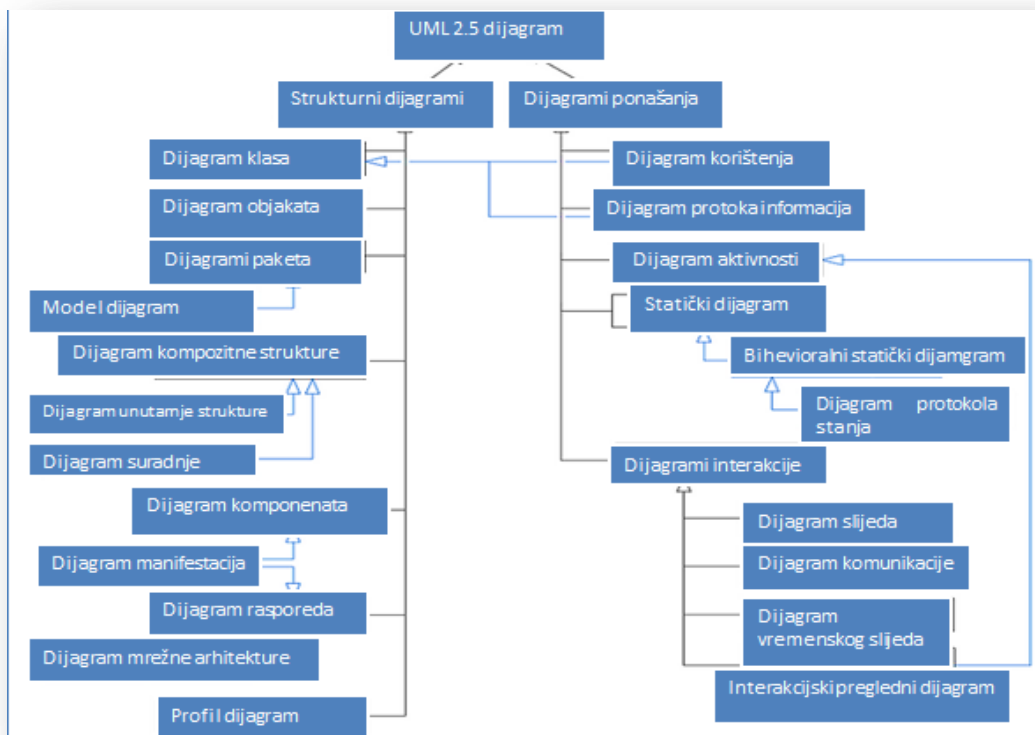 UML 2.5 dijagram
Strukturni dijagrami
Dijagrami ponašanja
Dijagram klasa
Dijagram korištenja
Dijagram objakata
Dijagram protoka informacija
Dijagrami paketa
Dijagram aktivnosti
Model dijagram
Statički dijagram
Dijagram kompozitne strukture
Bihevioralni statički dijamgram
Dijagram unutarnje strukture
Dijagram protokola
stanja
Dijagram suradnje
Dijagrami interakcije
Dijagram komponenata
Dijagram slijeda
Dijagram manifestacija
Dijagram komunikacije
Dijagram rasporeda
Dijagram
vremenskog slijeda
Dijagram mrežne arhitekture
Interakcijski pregledni dijagram
Profil dijagram